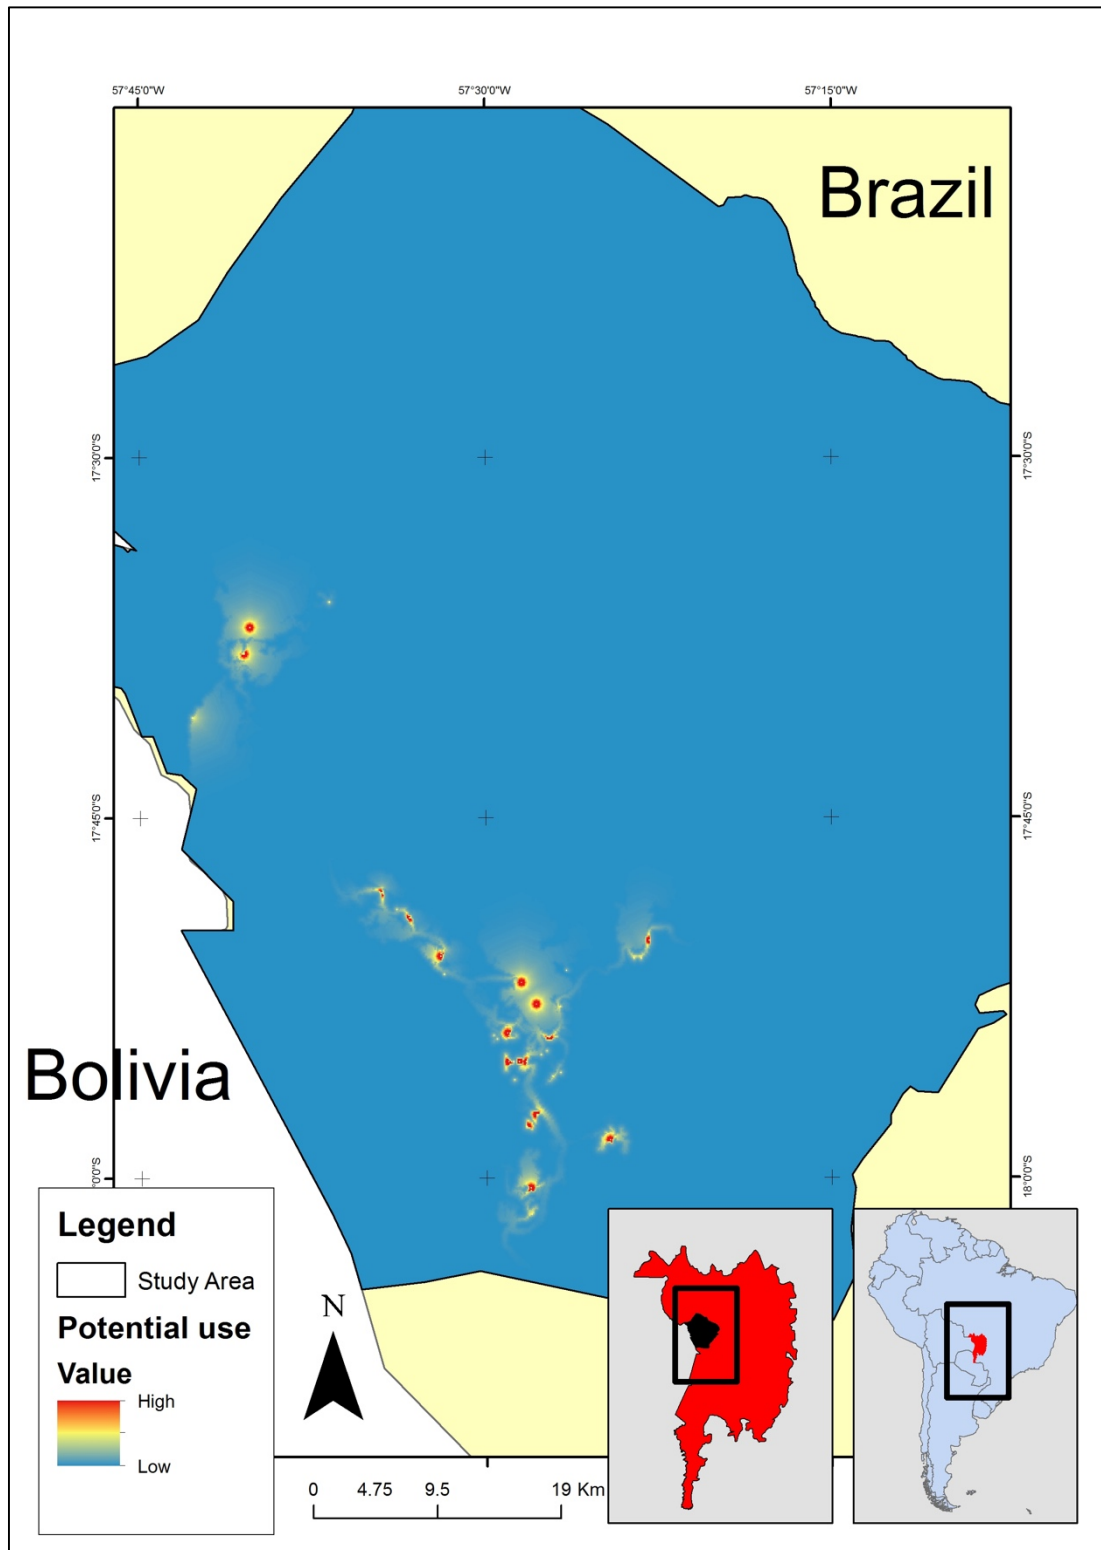 57°45'0"W
57°30'0"W
57°15'0"W
Brazil
17°30'0"S
17°30'0"S
17°45'0"S
17°45'0"S
Bolivia
°0'0"S
18°0'0"S
Legend
Study Area
Potential use
Value
High
Low
N
0 4.75 9.5 19 Km